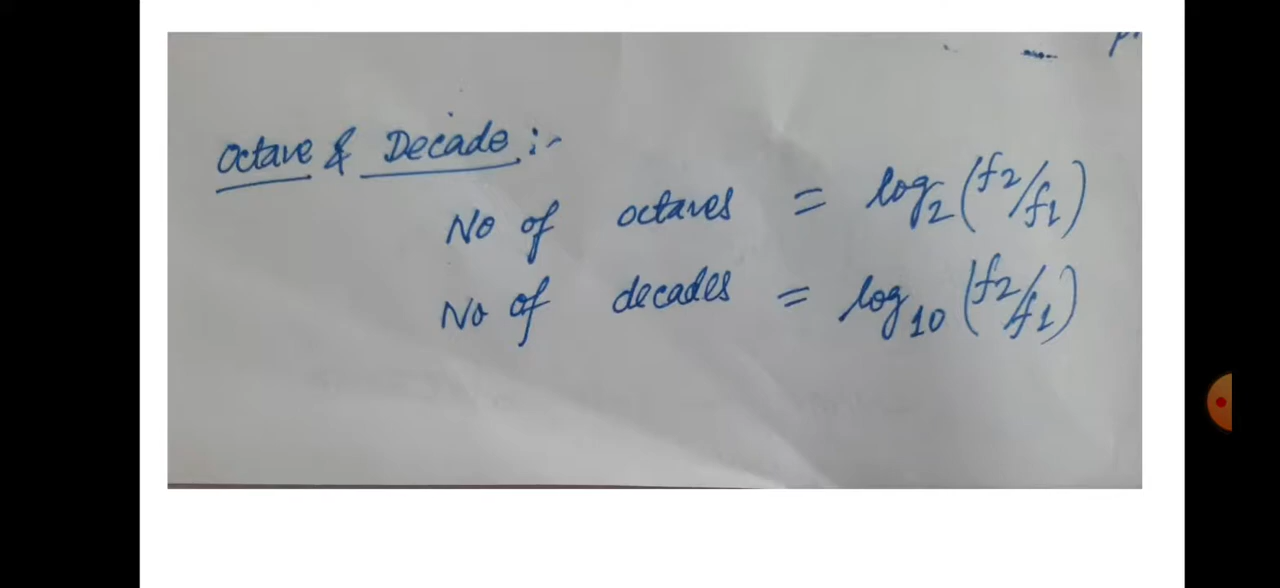 Octave & Decade :-
No of octaves = log₂ (f2/f1)
No of decades = log₁₀ (f2/f1)